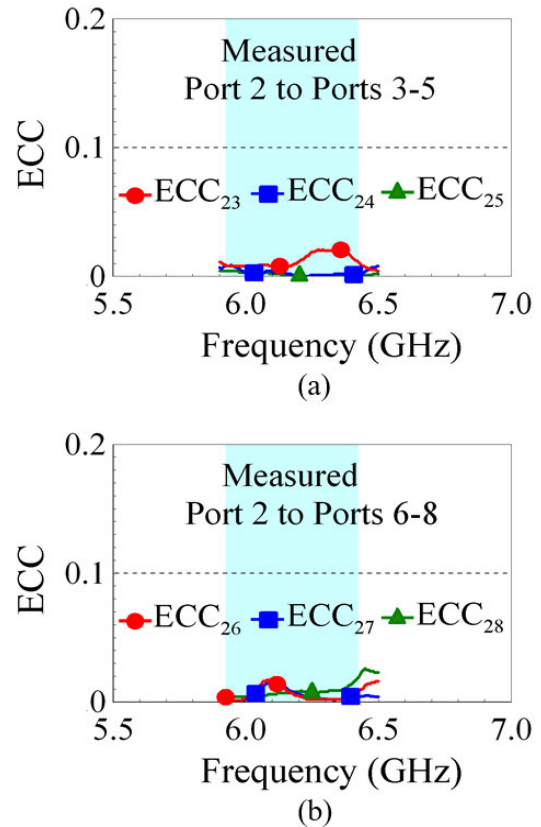 0.2
Measured
Port 2 to Ports 3-5
ECC
0.1
ECC23 ECC24 ECC25
0
5.5 6.0 6.5 7.0
Frequency (GHz)
(a)
0.2
Measured
Port 2 to Ports 6-8
ECC
0.1
ECC26 ECC27 ECC28
0
5.5 6.0 6.5 7.0
Frequency (GHz)
(b)